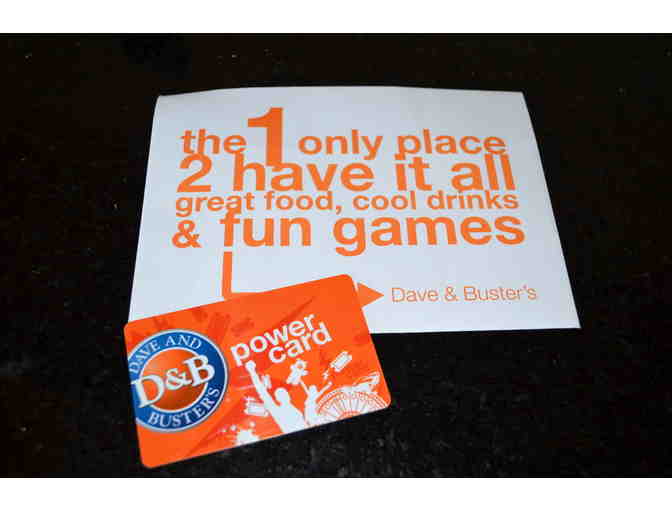 the 1 only place
2 have it all
great food, cool drinks
& fun games
Dave & Buster's
DAVE AND
D&B
BUSTER'S
power
card